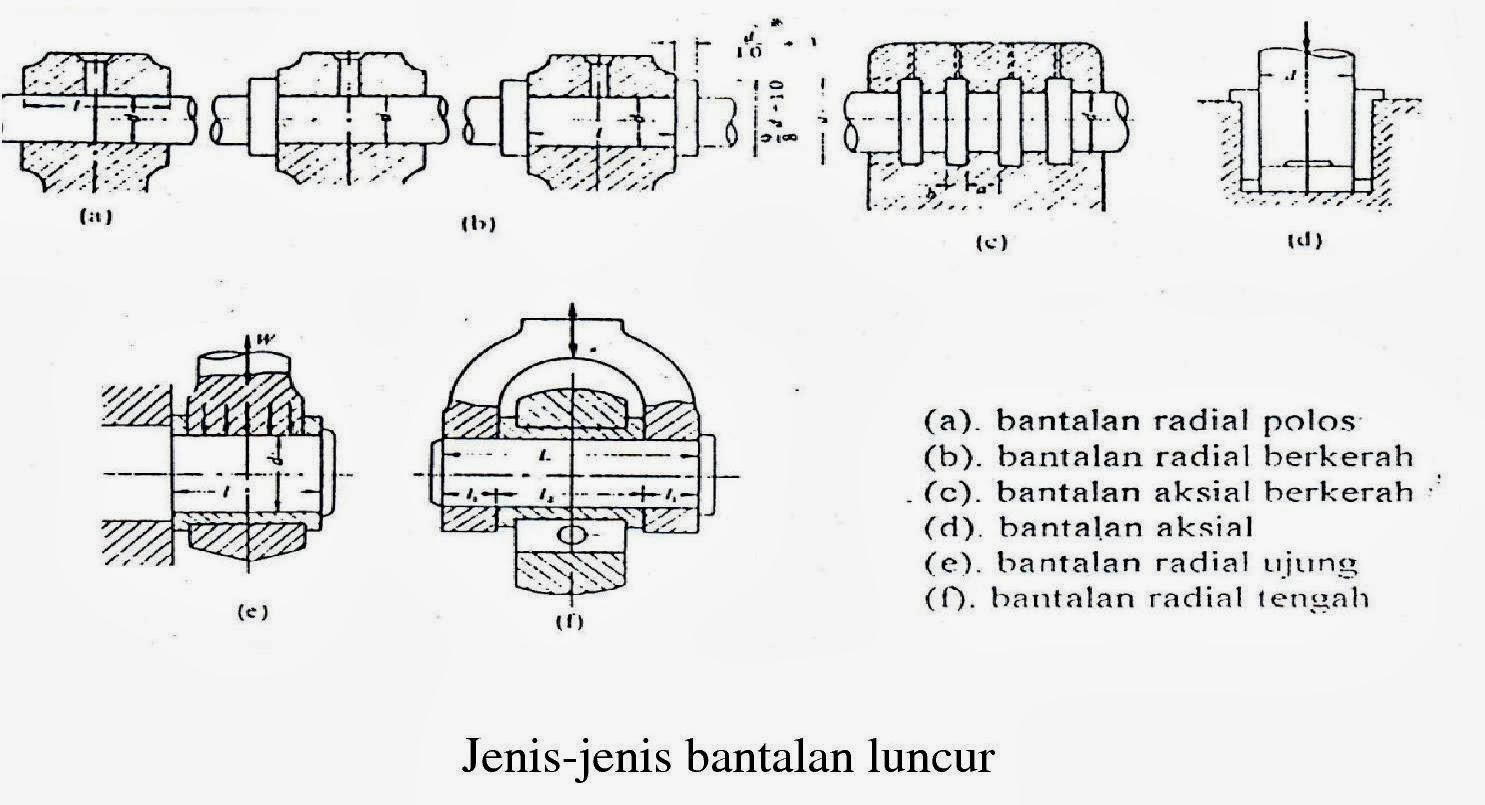 (a)
(b)
(c)
(d)
W
d
l
(e)
L
(f)
(a). bantalan radial polos
(b). bantalan radial berkerah
(c). bantalan aksial berkerah
(d). bantalan aksial
(e). bantalan radial ujung
(f). bantalan radial tengah
Jenis-jenis bantalan luncur